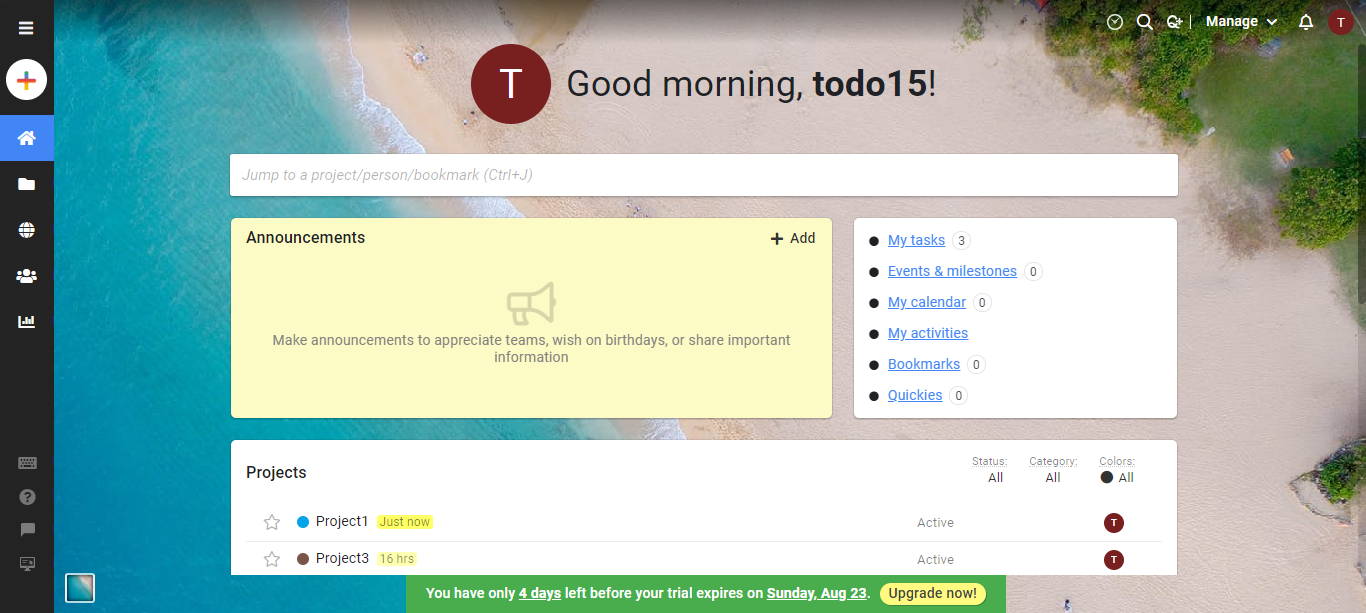 Manage
T
T
Good morning, todo15!
Jump to a project/person/bookmark (Ctrl+J)
Announcements
Add
Make announcements to appreciate teams, wish on birthdays, or share important
information
My tasks 3
Events & milestones 0
My calendar 0
My activities
Bookmarks 0
Quickies 0
Projects
Status: Category: Colors:
All All All
Project1 Just now Active T
Project3 16 hrs Active T
You have only 4 days left before your trial expires on Sunday, Aug 23. Upgrade now!